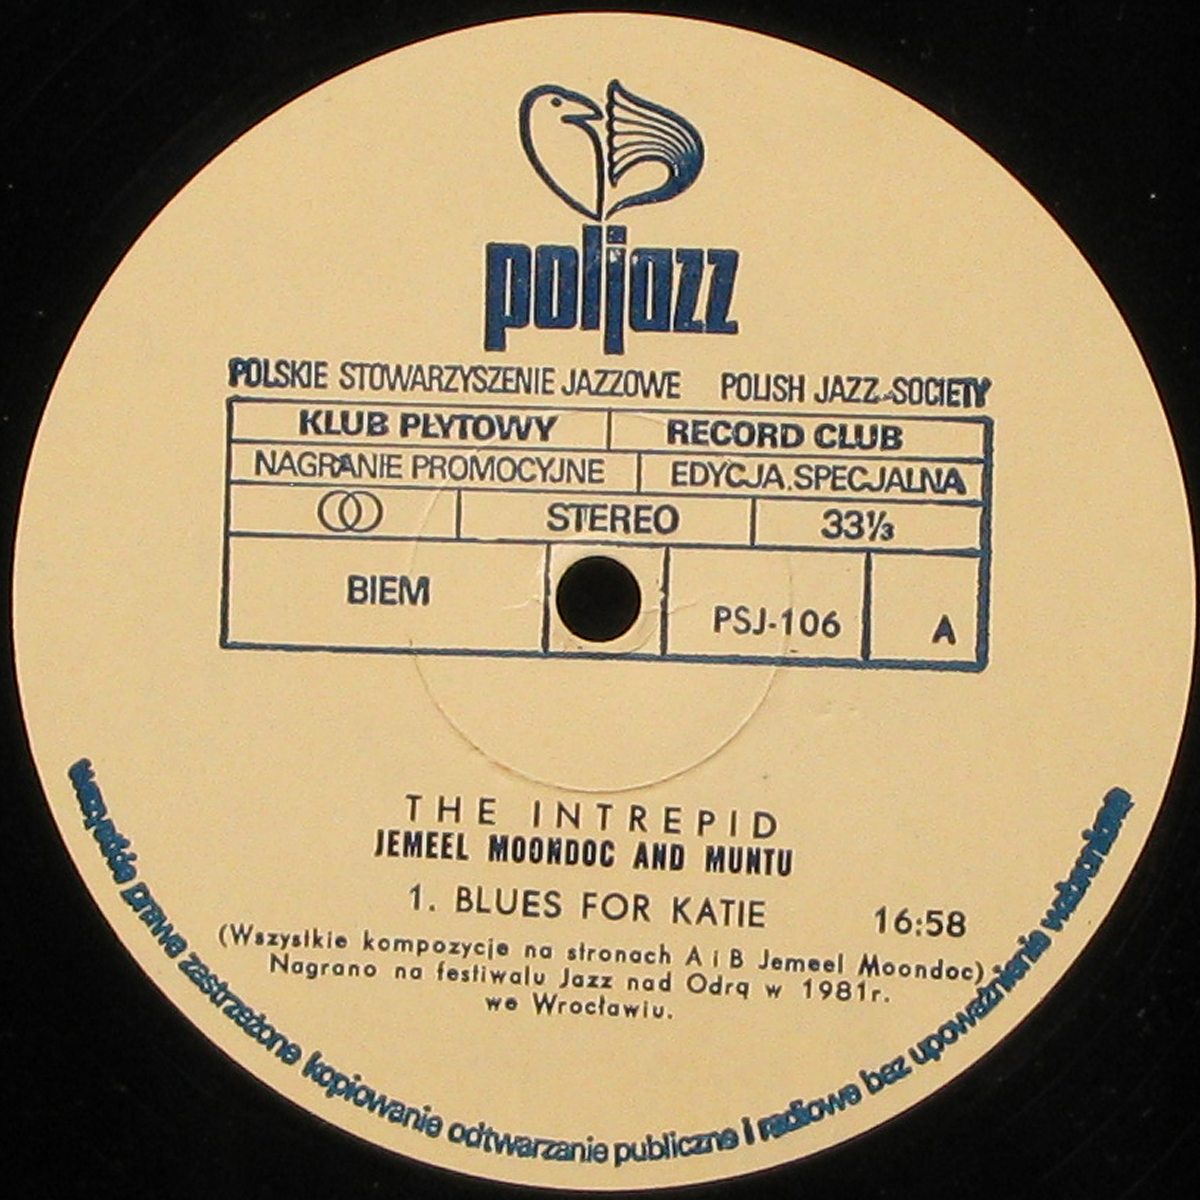 poljazz
POLSKIE STOWARZYSZENIE JAZZOWE POLISH JAZZ SOCIETY
KLUB PŁYTOWY RECORD CLUB
NAGRANIE PROMOCYJNE EDYCJA SPECJALNA
STEREO 33⅓
BIEM PSJ-106 A
THE INTREPID
JEMEEL MOONDOC AND MUNTU
1. BLUES FOR KATIE 16:58
(Wszystkie kompozycje na stronach A i B Jemeel Moondoc)
Nagrano na festiwalu Jazz nad Odrą w 1981r.
we Wrocławiu.
wszystkie prawa zastrzeżone kopiowanie odtwarzanie publiczne i radiowe bez upoważnienia wzbronione